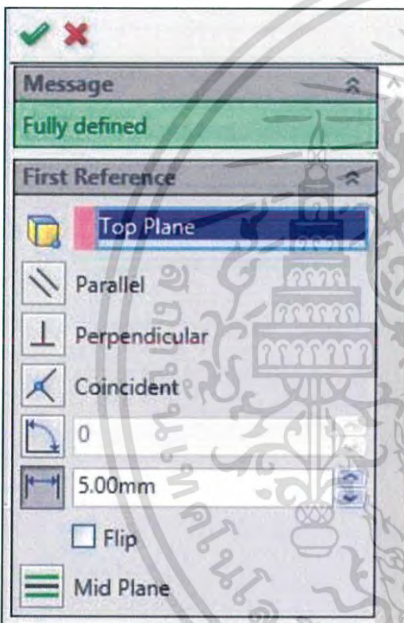 Message
Fully defined
First Reference
Top Plane
Parallel
Perpendicular
Coincident
0
5.00mm
Flip
Mid Plane